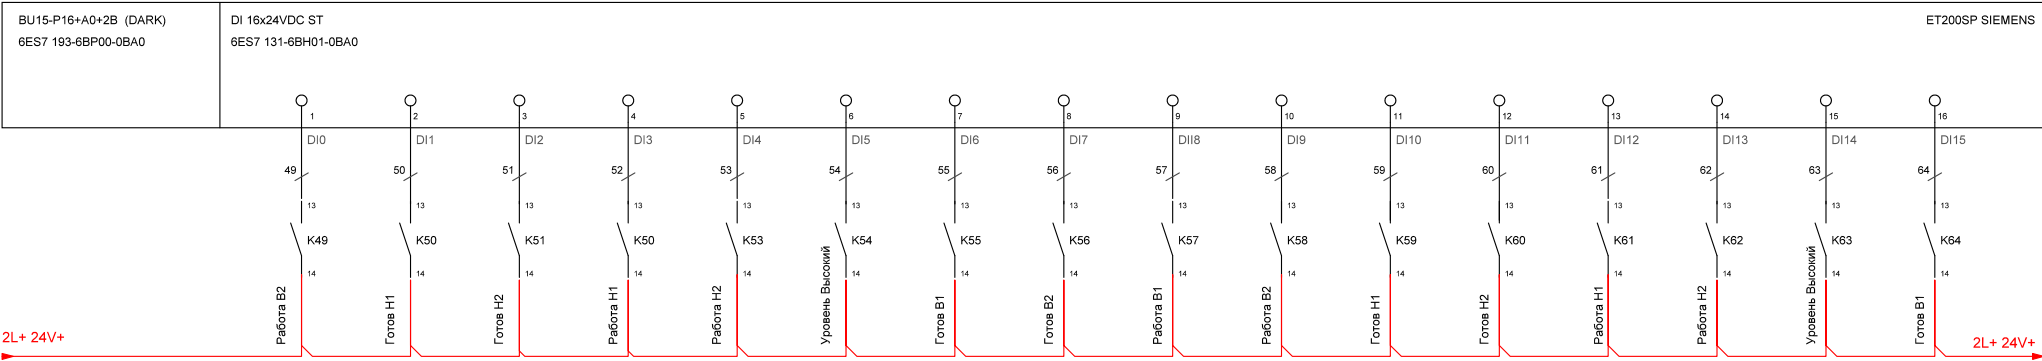 BU15-P16+A0+2B (DARK)
6ES7 193-6BP00-0BA0
DI 16x24VDC ST
6ES7 131-6BH01-0BA0
ET200SP SIEMENS
1 2 3 4 5 6 7 8 9 10 11 12 13 14 15 16
DI0 DI1 DI2 DI3 DI4 DI5 DI6 DI7 DII8 DI9 DI10 DI11 DI12 DI13 DI14 DI15
49 50 51 52 53 54 55 56 57 58 59 60 61 62 63 64
13 13 13 13 13 13 13 13 13 13 13 13 13 13 13 13
K49 K50 K51 K50 K53 K54 K55 K56 K57 K58 K59 K60 K61 K62 K63 K64
14 14 14 14 14 14 14 14 14 14 14 14 14 14 14 14
Работа В2
Готов Н1
Готов Н2
Работа Н1
Работа Н2
Уровень Высокий
Готов В1
Готов В2
Работа В1
Работа В2
Готов Н1
Готов Н2
Работа Н1
Работа Н2
Уровень Высокий
Готов В1
2L+ 24V+
2L+ 24V+